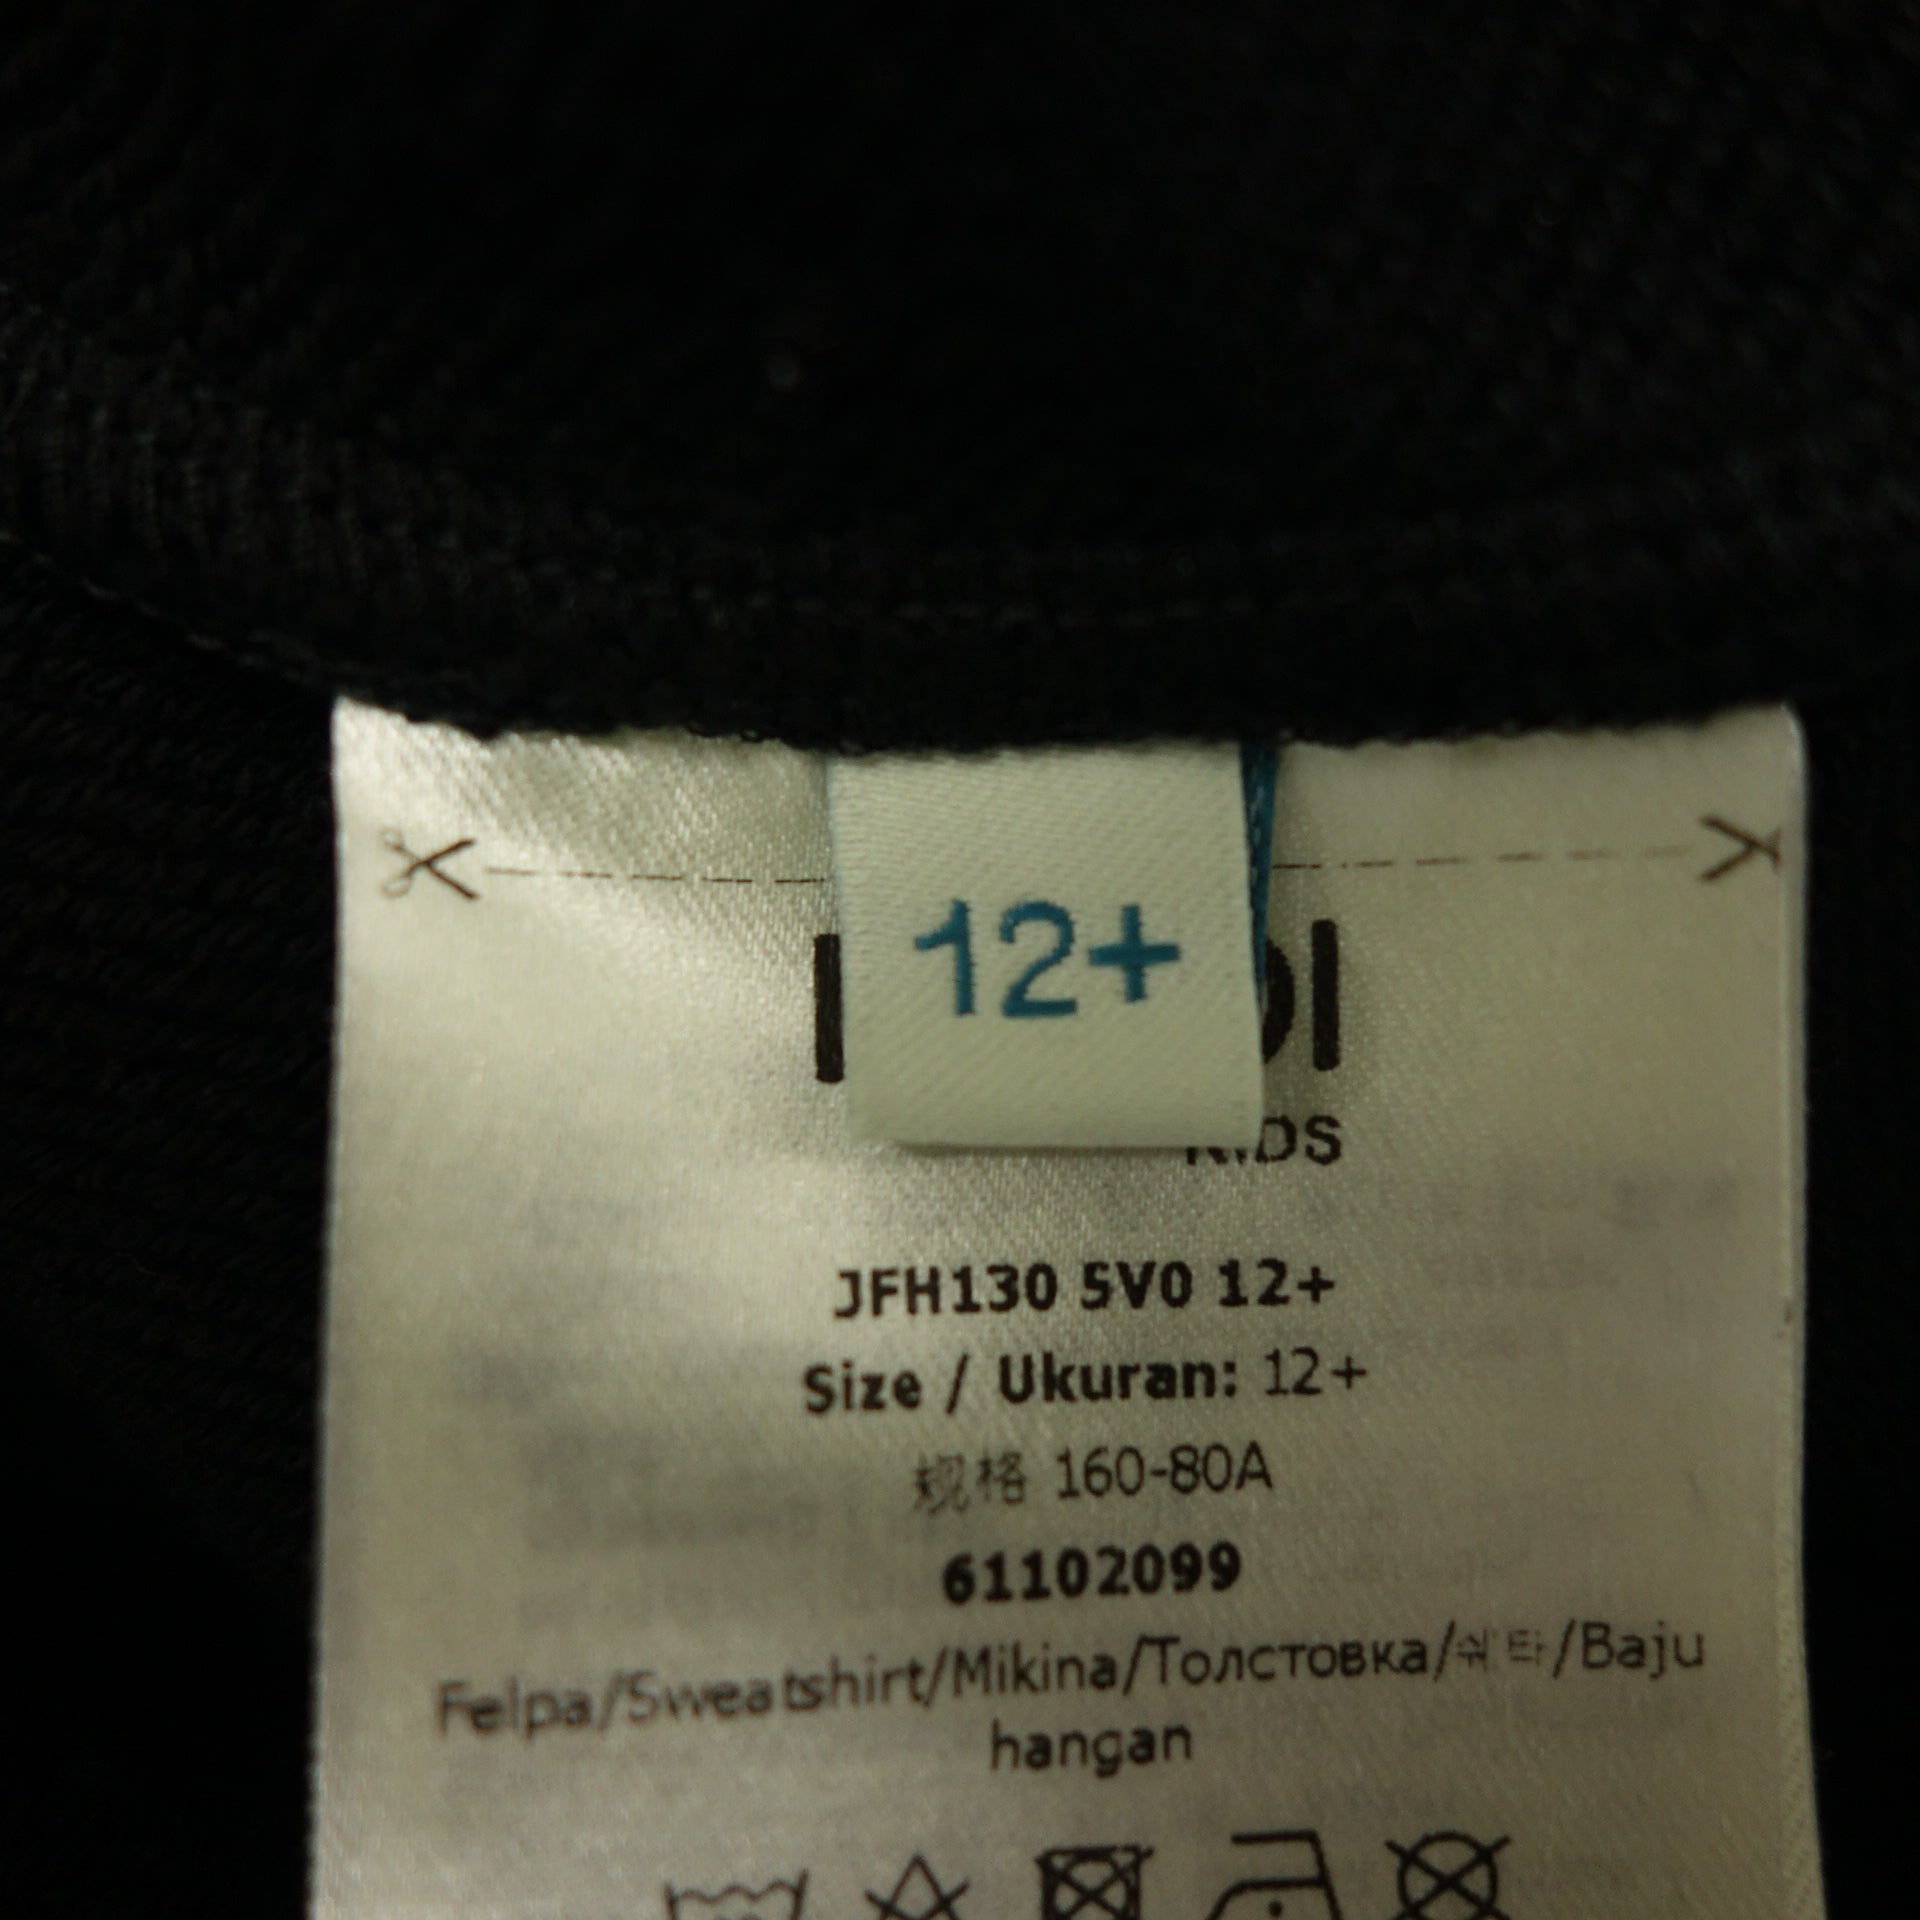 12+
KIDS
JFH130 5V0 12+
Size / Ukuran: 12+
规格 160-80A
61102099
Felpa/Sweatshirt/Mikina/Толстовка/쉐타/Baju
hangan